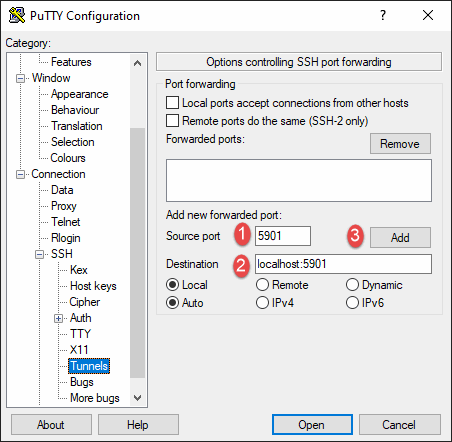 PuTTY Configuration
?
Category:
Features
Window
Appearance
Behaviour
Translation
Selection
Colours
Connection
Data
Proxy
Telnet
Rlogin
SSH
Kex
Host keys
Cipher
Auth
TTY
X11
Tunnels
Bugs
More bugs
Options controlling SSH port forwarding
Port forwarding
Local ports accept connections from other hosts
Remote ports do the same (SSH-2 only)
Forwarded ports:
Remove
Add new forwarded port:
Source port 1 5901 3 Add
Destination 2 localhost:5901
Local Remote Dynamic
Auto IPv4 IPv6
About Help Open Cancel